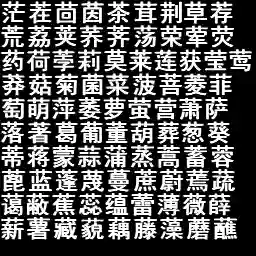 茫茬茴茵茶茸荆草荐
荒荔荚荞荠荡荣荤荧
药荷荸莉莫莱莲获莹莺
莽菇菊菌菜菠菩菱菲
萄萌萍萎萝萤营萧萨
落著葛葡董葫葬葱葵
蒂蒋蒙蒜蒲蒸蒿蓄蓉
蓖蓝蓬蔑蔓蔗蔚蔫蔬
蔼蔽蕉蕊蕴蕾薄薇薛
薪薯藏藐藕藤藻蘑蘸